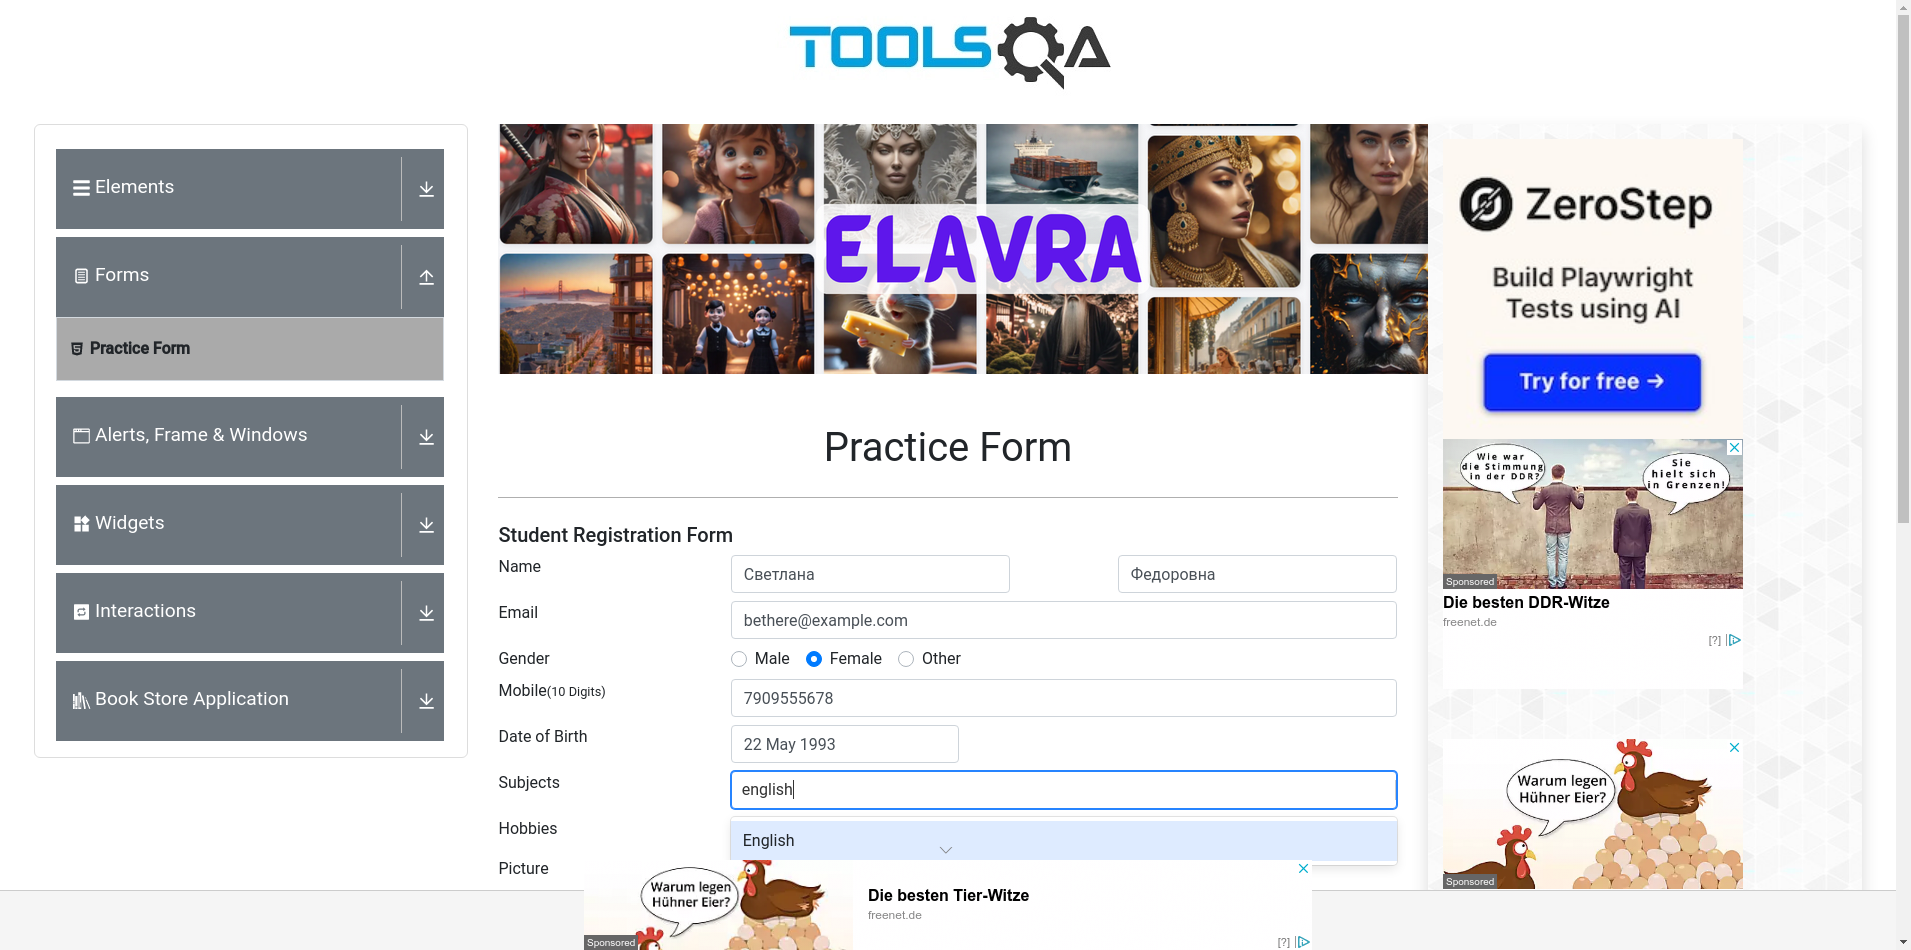 TOOLSQA
Elements
Forms
Practice Form
Alerts, Frame & Windows
Widgets
Interactions
Book Store Application
ELAVRA
Practice Form
Student Registration Form
Name
Светлана
Федоровна
Email
bethere@example.com
Gender
Male
Female
Other
Mobile(10 Digits)
7909555678
Date of Birth
22 May 1993
Subjects
english
Hobbies
English
Picture
ZeroStep
Build Playwright
Tests using AI
Try for free →
Wie war
die Stimmung
in der DDR?
Sie
hielt sich
in Grenzen!
Sponsored
Die besten DDR-Witze
freenet.de
[?]
Warum legen
Hühner Eier?
Sponsored
Warum legen
Hühner Eier?
Sponsored
Die besten Tier-Witze
freenet.de
[?]